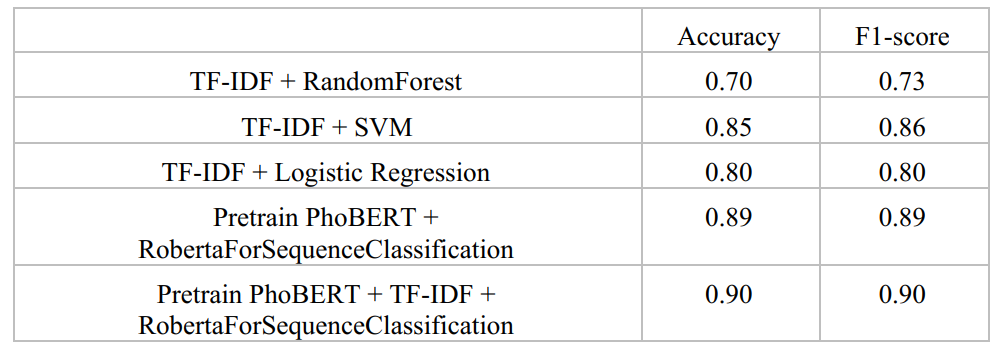 Accuracy F1-score
TF-IDF + RandomForest 0.70 0.73
TF-IDF + SVM 0.85 0.86
TF-IDF + Logistic Regression 0.80 0.80
Pretrain PhoBERT + 0.89 0.89
RobertaForSequenceClassification
Pretrain PhoBERT + TF-IDF + 0.90 0.90
RobertaForSequenceClassification